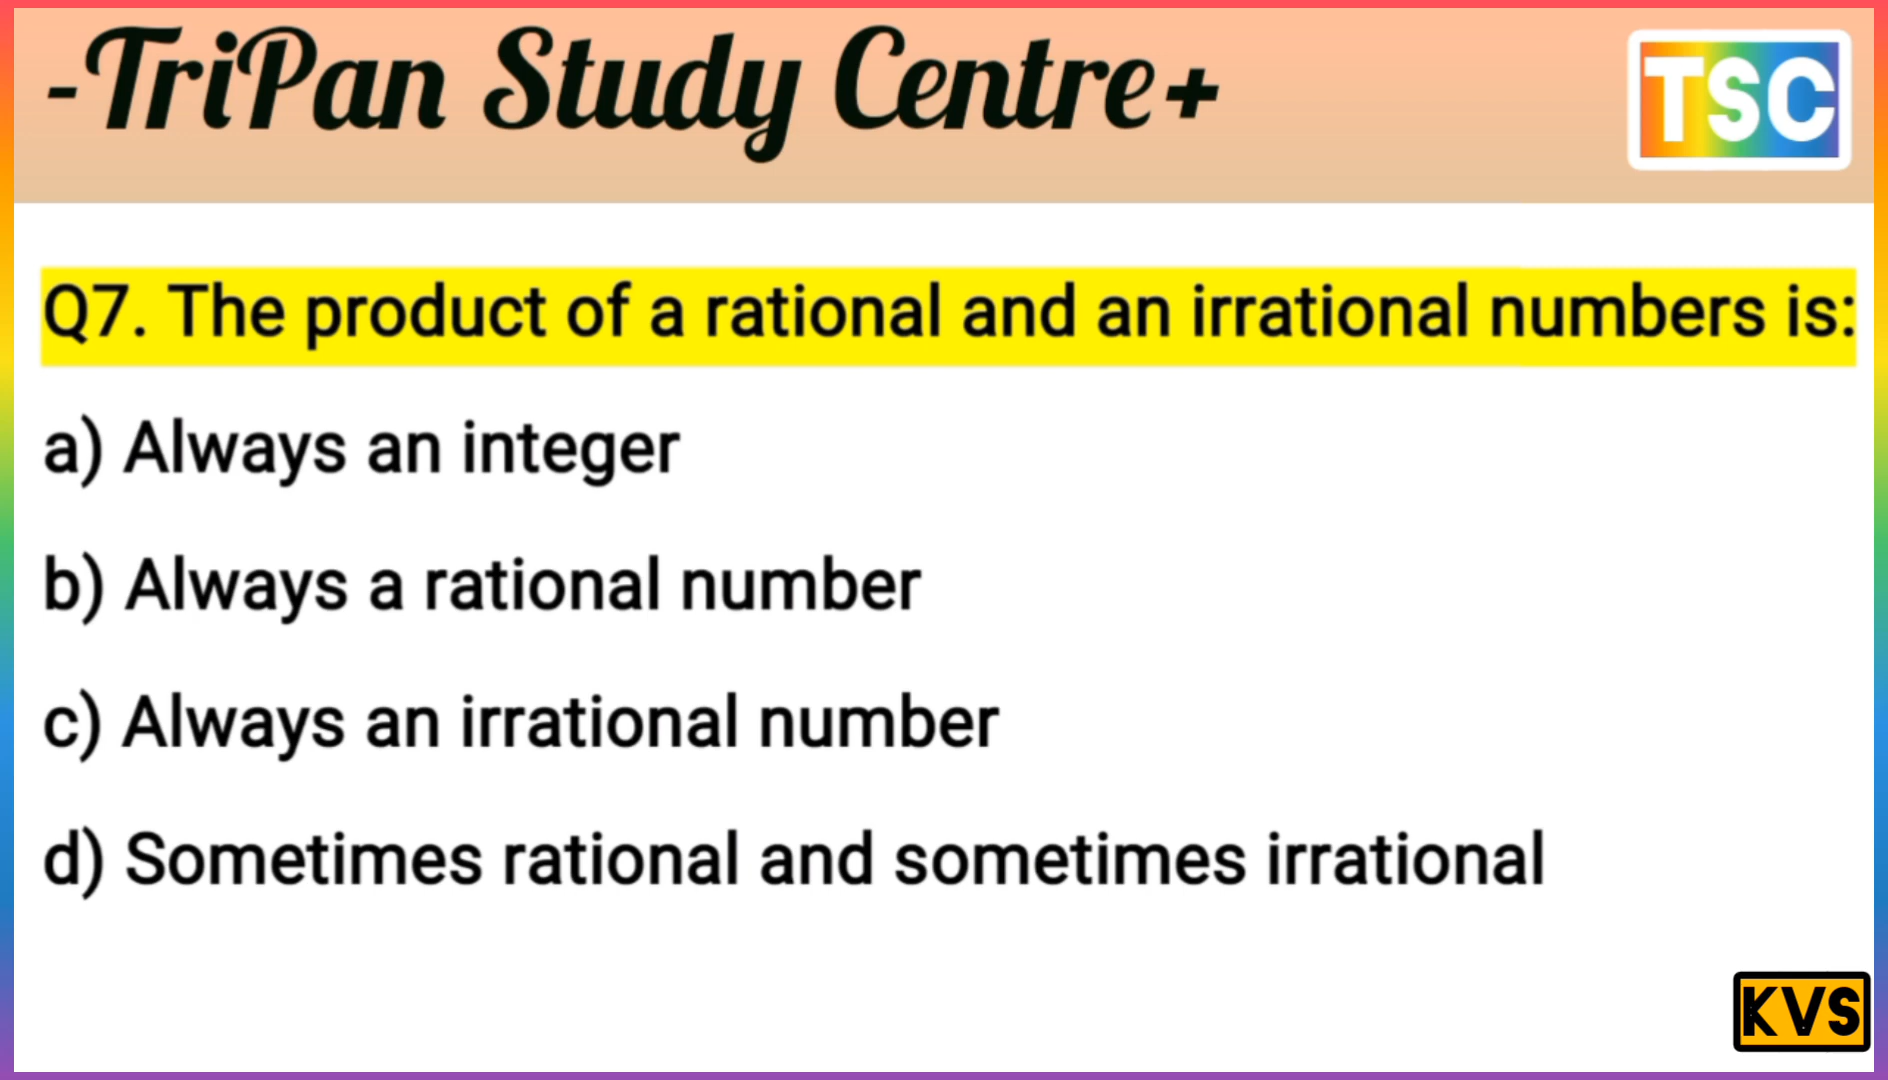 -TriPan Study Centre+
TSC
Q7. The product of a rational and an irrational numbers is:
a) Always an integer
b) Always a rational number
c) Always an irrational number
d) Sometimes rational and sometimes irrational
KVS